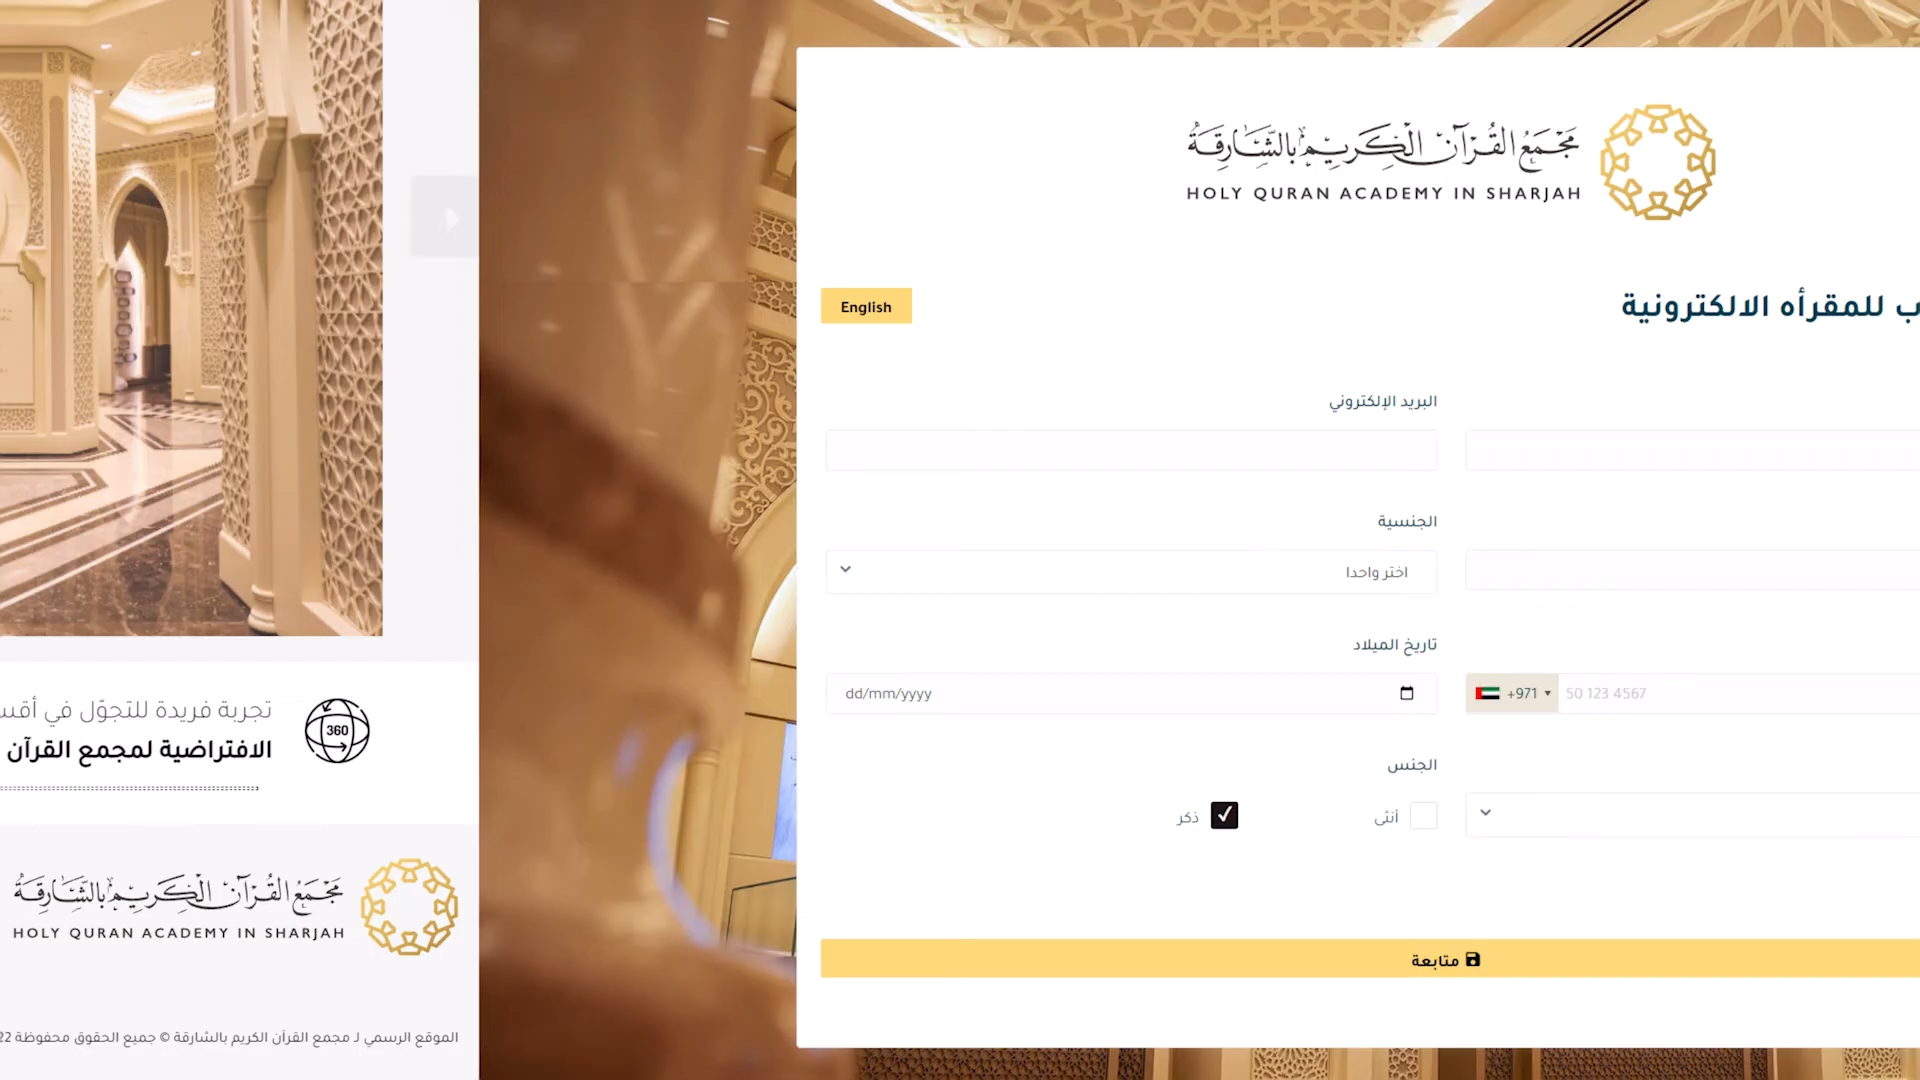 مجمع القرآن الكريم بالشارقة
HOLY QURAN ACADEMY IN SHARJAH
للمقرأه الالكترونية
English
البريد الإلكتروني
الجنسية
اختر واحدا
تاريخ الميلاد
dd/mm/yyyy
+971
50 123 4567
الجنس
أنثى
ذكر
متابعة
تجربة فريدة للتجوّل في
360
الافتراضية لمجمع القرآن
مجمع القرآن الكريم بالشارقة
HOLY QURAN ACADEMY IN SHARJAH
الموقع الرسمي لـ مجمع القرآن الكريم بالشارقة © جميع الحقوق محفوظة